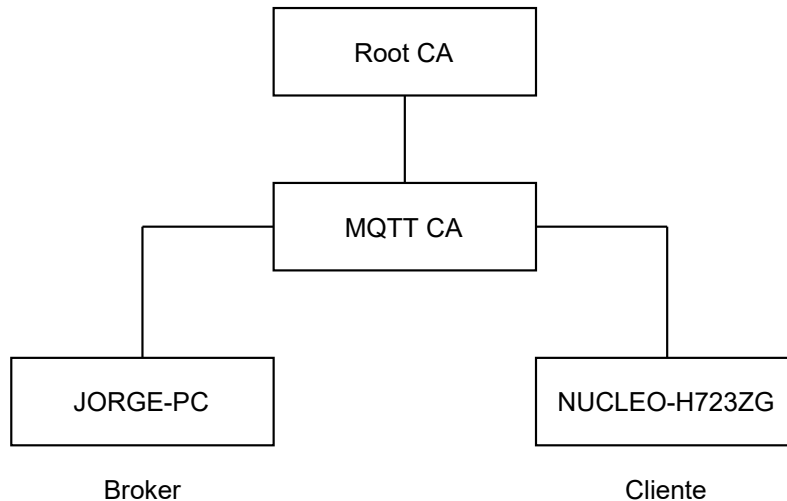 Root CA
MQTT CA
JORGE-PC
NUCLEO-H723ZG
Broker
Cliente